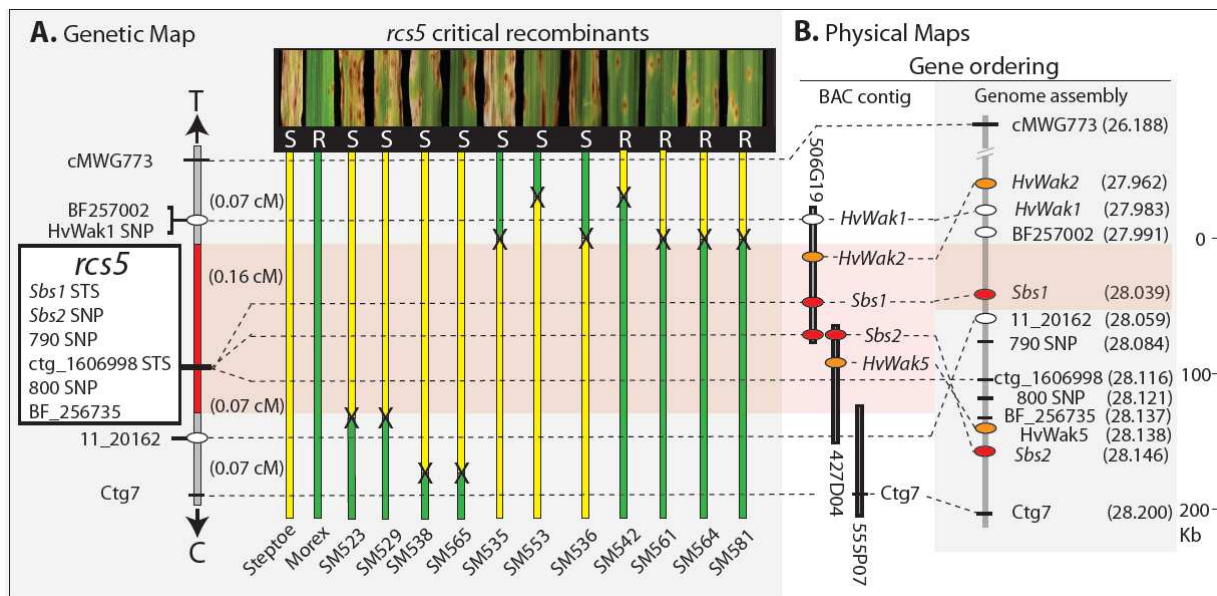 A. Genetic Map
rcs5 critical recombinants
B. Physical Maps
Gene ordering
BAC contig
Genome assembly
T
S R S S S S S S S R R R R
cMWG773
(0.07 cM)
BF257002
HvWak1 SNP
rcs5
Sbs1 STS
Sbs2 SNP
790 SNP
ctg_1606998 STS
800 SNP
BF_256735
(0.16 cM)
(0.07 cM)
11_20162
(0.07 cM)
Ctg7
C
X X X X X X X X X X X
Steptoe
Morex
SM523
SM529
SM538
SM565
SM535
SM553
SM536
SM542
SM561
SM564
SM581
506G19
HvWak1
HvWak2
Sbs1
Sbs2
HvWak5
427D04
Ctg7
555P07
cMWG773 (26.188)
HvWak2 (27.962)
HvWak1 (27.983)
BF257002 (27.991)
Sbs1 (28.039)
11_20162 (28.059)
790 SNP (28.084)
ctg_1606998 (28.116)
800 SNP (28.121)
BF_256735 (28.137)
HvWak5 (28.138)
Sbs2 (28.146)
Ctg7 (28.200)
0
100
200
Kb